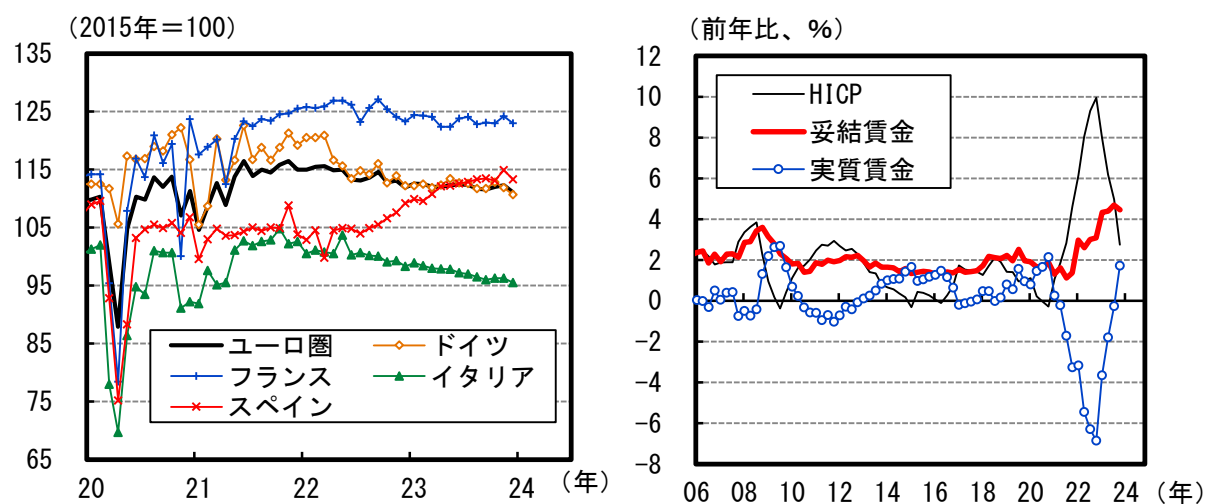 (2015年=100)
135
125
115
105
95
85
75
65
ユーロ圏
ドイツ
フランス
イタリア
スペイン
20 21 22 23 24 (年)
(前年比、%)
12
10
8
6
4
2
0
-2
-4
-6
-8
HICP
妥結賃金
実質賃金
06 08 10 12 14 16 18 20 22 24 (年)